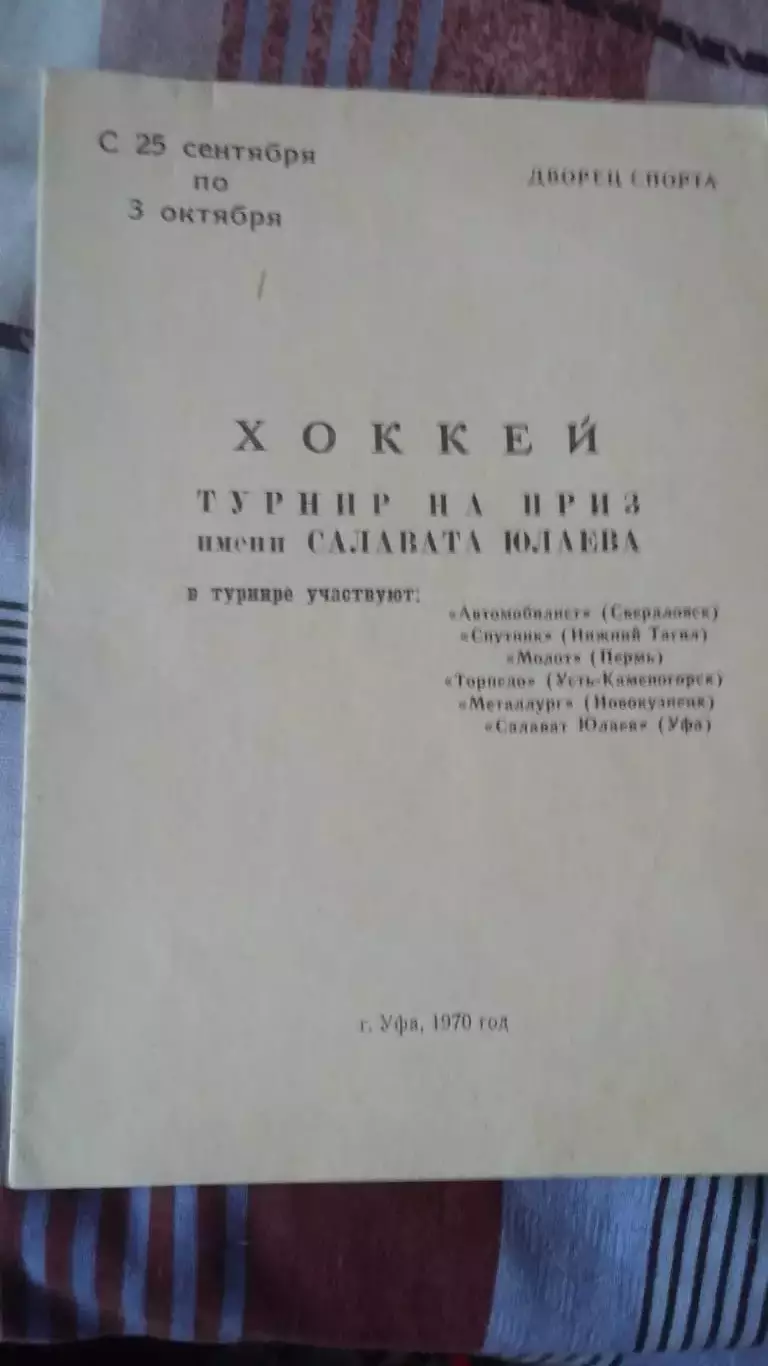 С 25 сентября
по
3 октября
ДВОРЕЦ СПОРТА
ХОККЕЙ
ТУРНИР НА ПРИЗ
имени САЛАВАТА ЮЛАЕВА
в турнире участвуют:
«Автомобилист» (Свердловск)
«Спутник» (Нижний Тагил)
«Молот» (Пермь)
«Торпедо» (Усть-Каменогорск)
«Металлург» (Новокузнецк)
«Салават Юлаев» (Уфа)
г. Уфа, 1970 год